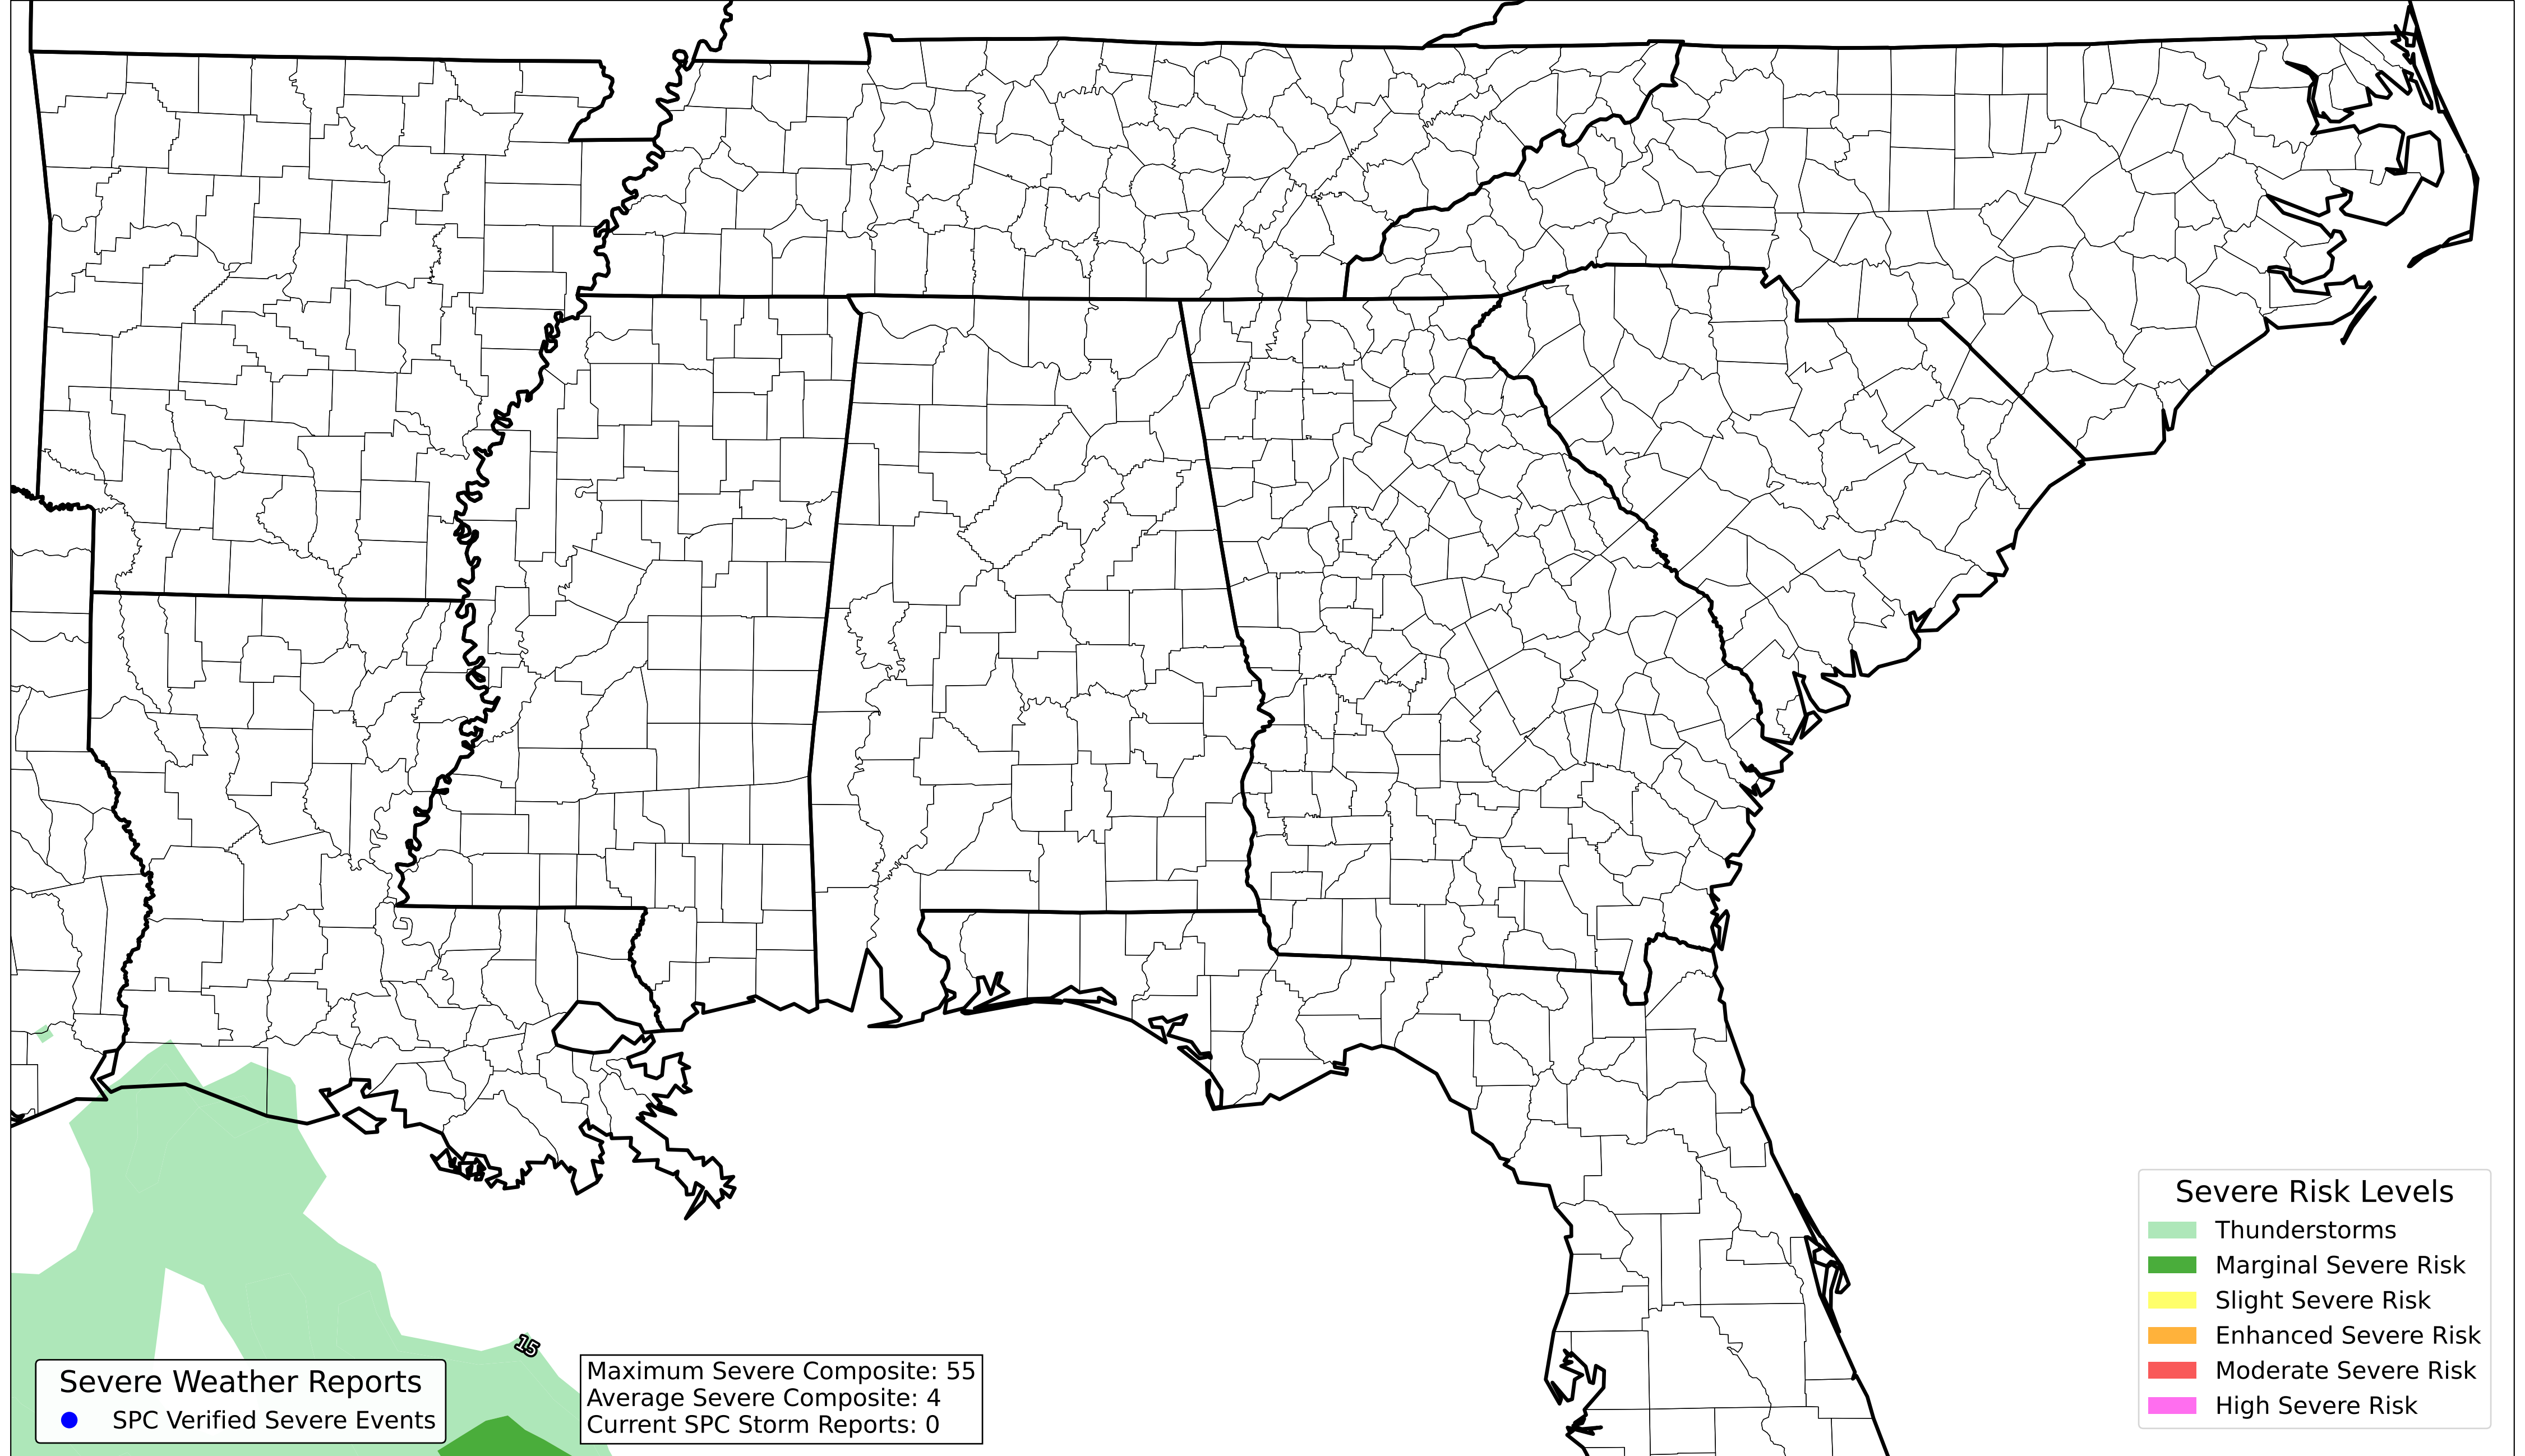 15
Severe Weather Reports
SPC Verified Severe Events
Maximum Severe Composite: 55
Average Severe Composite: 4
Current SPC Storm Reports: 0
Severe Risk Levels
Thunderstorms
Marginal Severe Risk
Slight Severe Risk
Enhanced Severe Risk
Moderate Severe Risk
High Severe Risk